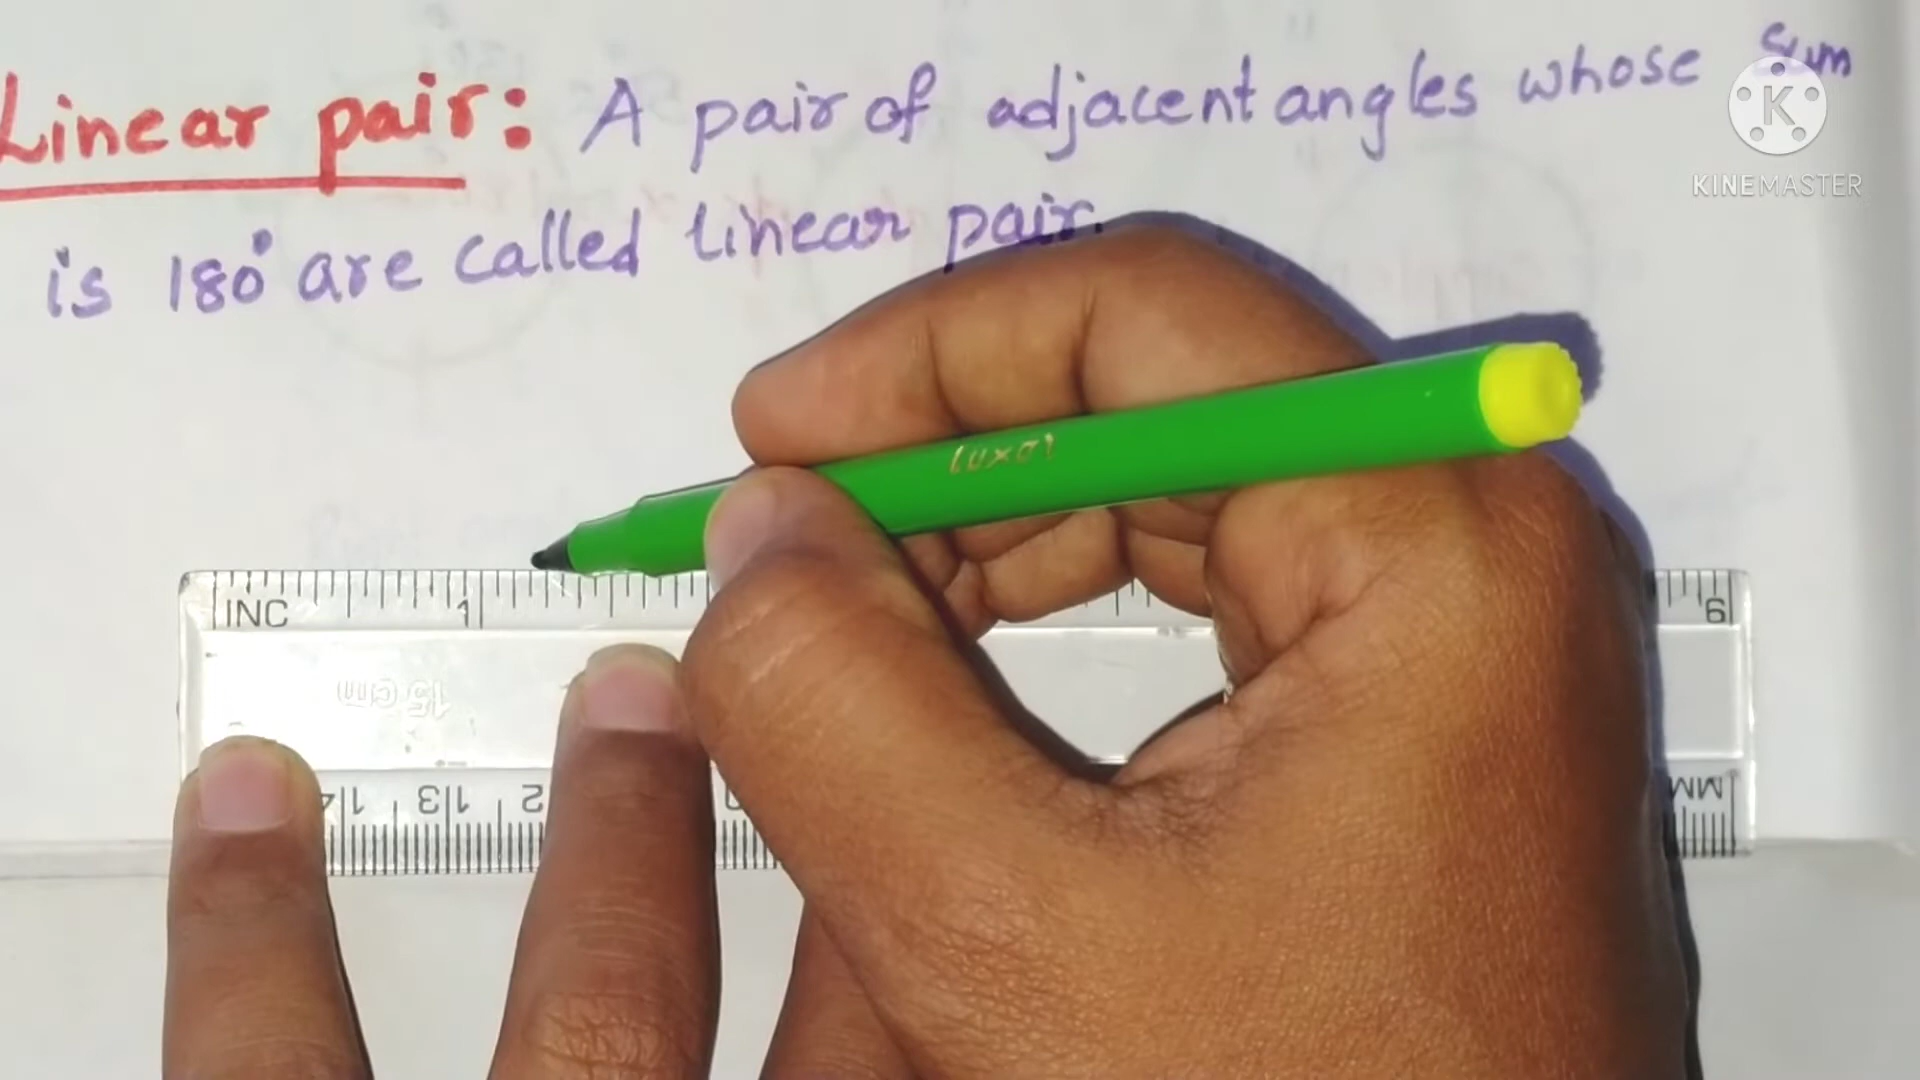 Linear pair: A pair of adjacent angles whose sum
is 180° are called linear pair.
KINEMASTER
luxor
INC 1 6
15 cm
14 13 12
MM